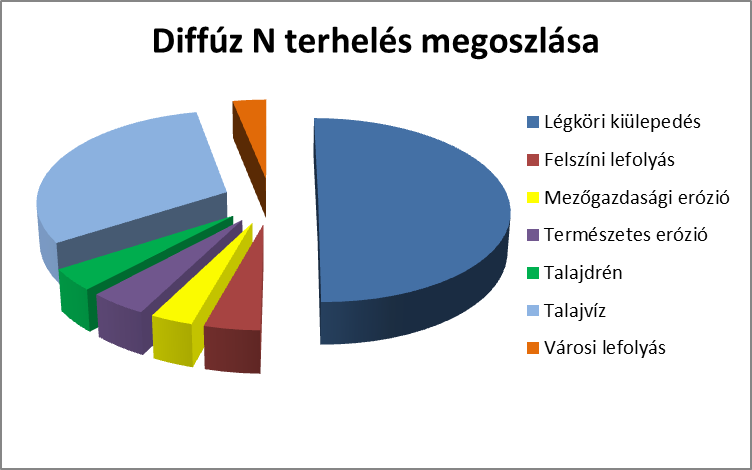 Diffúz N terhelés megoszlása
Légköri kiülepedés
Felszíni lefolyás
Mezőgazdasági erózió
Természetes erózió
Talajdrén
Talajvíz
Városi lefolyás